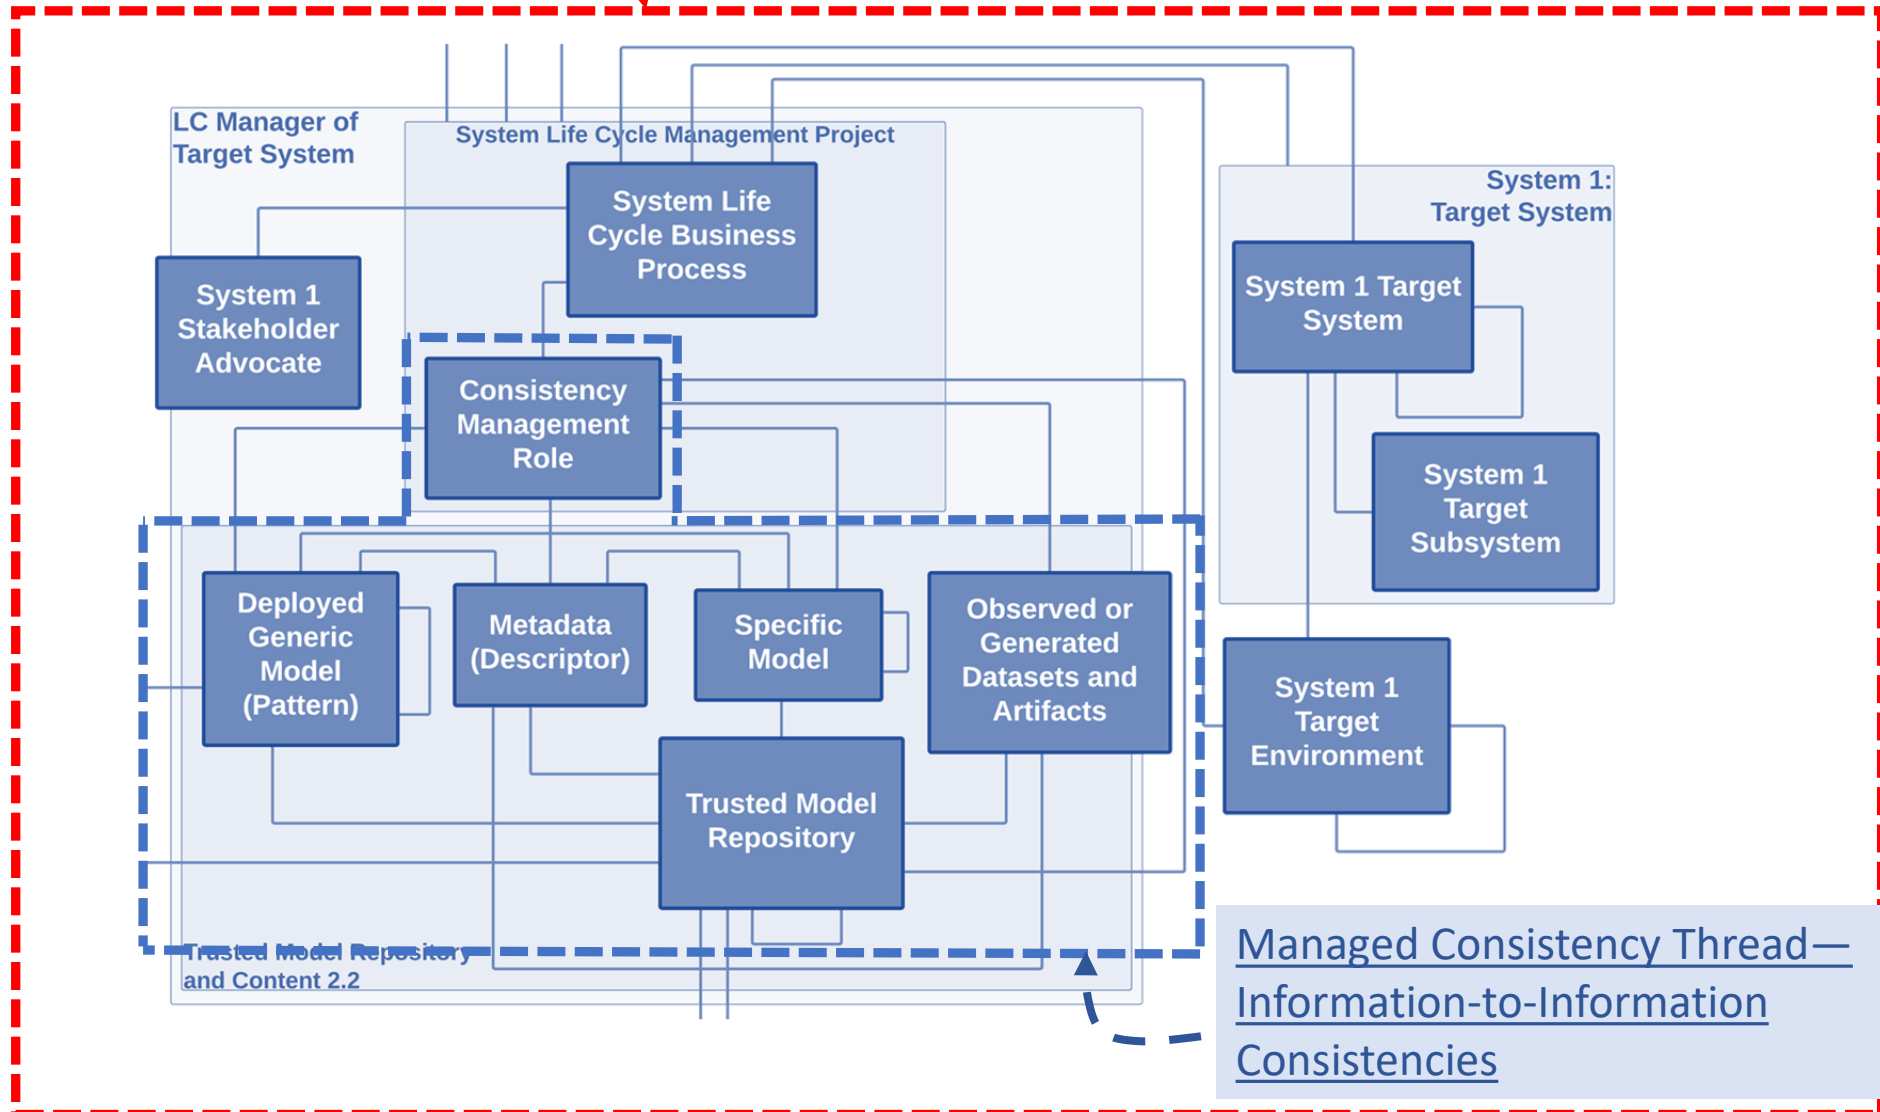 LC Manager of
Target System
System Life Cycle Management Project
System Life
Cycle Business
Process
System 1:
Target System
System 1
Stakeholder
Advocate
System 1 Target
System
Consistency
Management
Role
System 1
Target
Subsystem
Deployed
Generic
Model
(Pattern)
Metadata
(Descriptor)
Specific
Model
Observed or
Generated
Datasets and
Artifacts
System 1
Target
Environment
Trusted Model
Repository
Trusted Model Repository
and Content 2.2
Managed Consistency Thread—
Information-to-Information
Consistencies